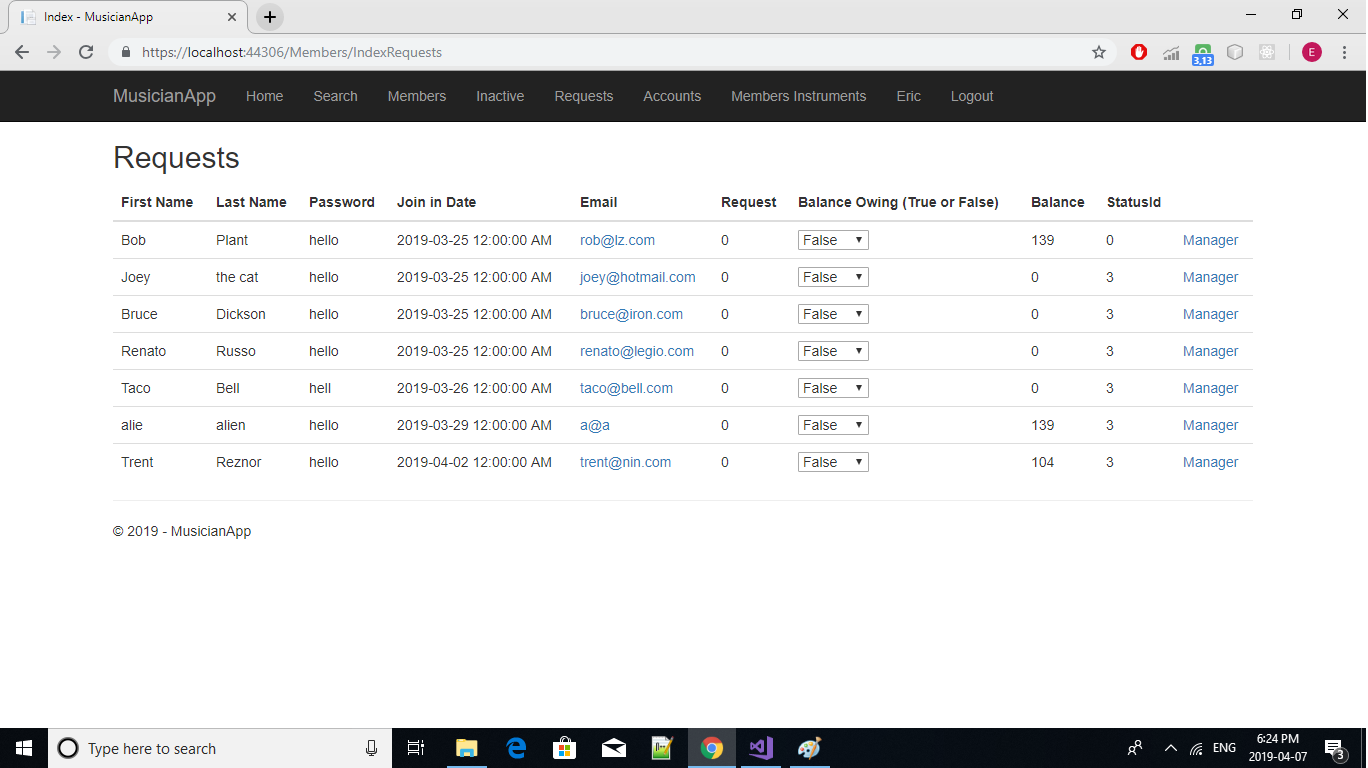 Index - MusicianApp
https://localhost:44306/Members/IndexRequests
3,13
E
MusicianApp Home Search Members Inactive Requests Accounts Members Instruments Eric Logout
Requests
First Name Last Name Password Join in Date Email Request Balance Owing (True or False) Balance StatusId
Bob Plant hello 2019-03-25 12:00:00 AM rob@lz.com 0 False 139 0 Manager
Joey the cat hello 2019-03-25 12:00:00 AM joey@hotmail.com 0 False 0 3 Manager
Bruce Dickson hello 2019-03-25 12:00:00 AM bruce@iron.com 0 False 0 3 Manager
Renato Russo hello 2019-03-25 12:00:00 AM renato@legio.com 0 False 0 3 Manager
Taco Bell hell 2019-03-26 12:00:00 AM taco@bell.com 0 False 0 3 Manager
alie alien hello 2019-03-29 12:00:00 AM a@a 0 False 139 3 Manager
Trent Reznor hello 2019-04-02 12:00:00 AM trent@nin.com 0 False 104 3 Manager
© 2019 - MusicianApp
Type here to search
ENG
6:24 PM
2019-04-07
3